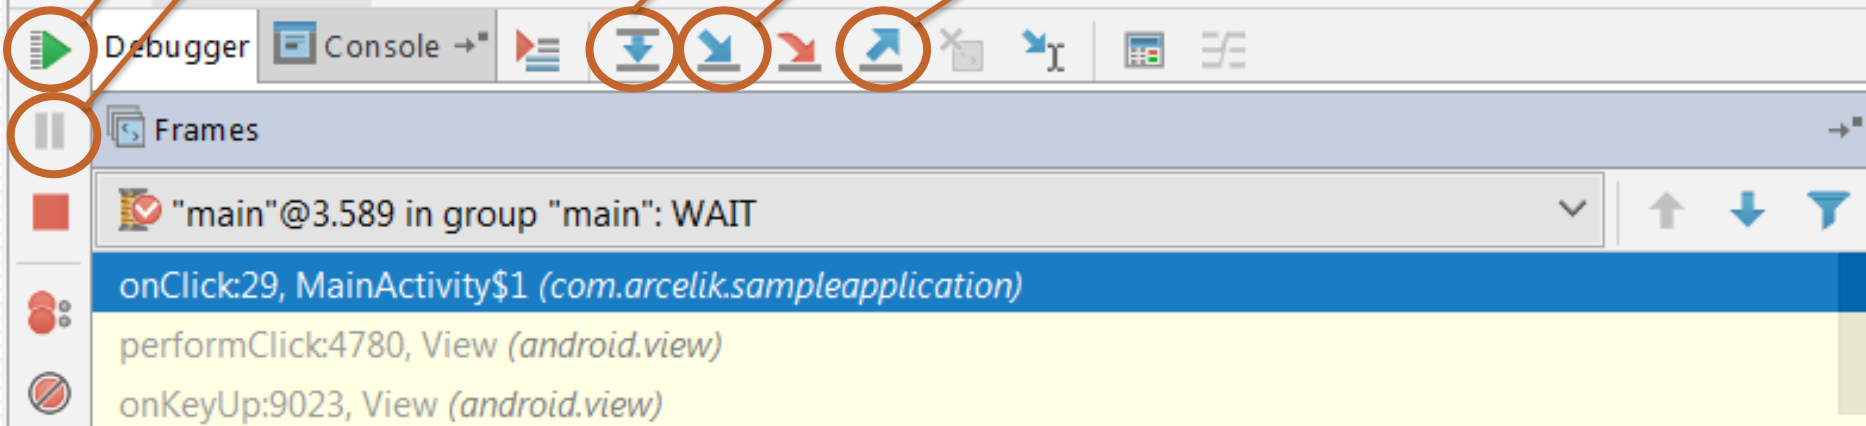 Debugger Console
Frames
"main"@3.589 in group "main": WAIT
onClick:29, MainActivity$1 (com.arcelik.sampleapplication)
performClick:4780, View (android.view)
onKeyUp:9023, View (android.view)